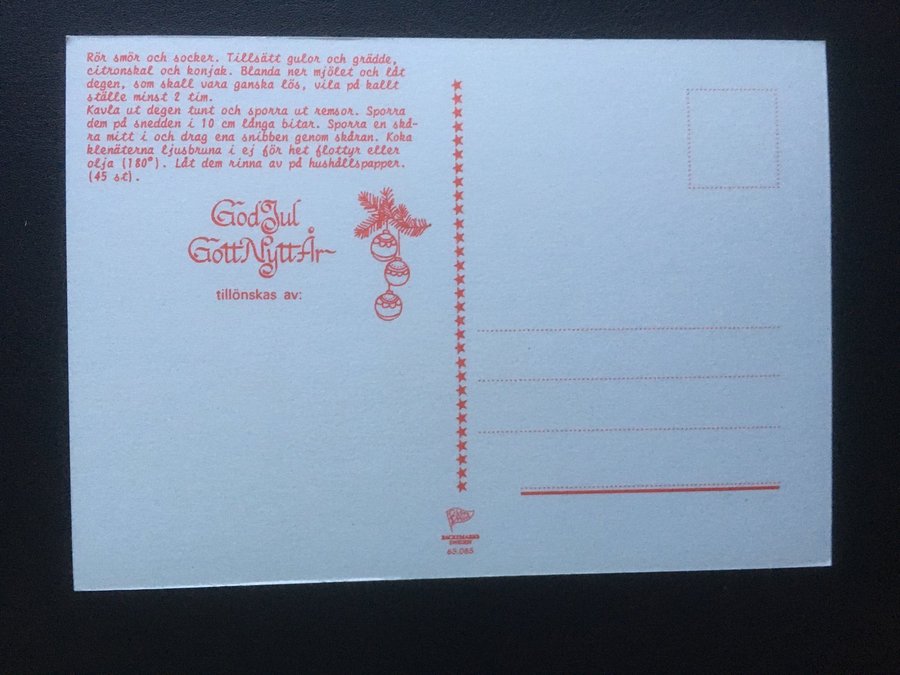 Rör smör och socker. Tillsätt gulor och grädde,
citronskal och konjak. Blanda ner mjölet och låt
degen, som skall vara ganska lös, vila på kallt
ställe minst 2 tim.
Kavla ut degen tunt och sporra ut remsor. Sporra
dem på snedden i 10 cm långa bitar. Sporra en skå-
ra mitt i och drag ena snibben genom skåran. Koka
klenäterna ljusbruna i ej för het flottyr eller
olja (180°). Låt dem rinna av på hushållspapper.
(45 st).
God Jul
Gott Nytt År
tillönskas av:
SWEDEN
65.085